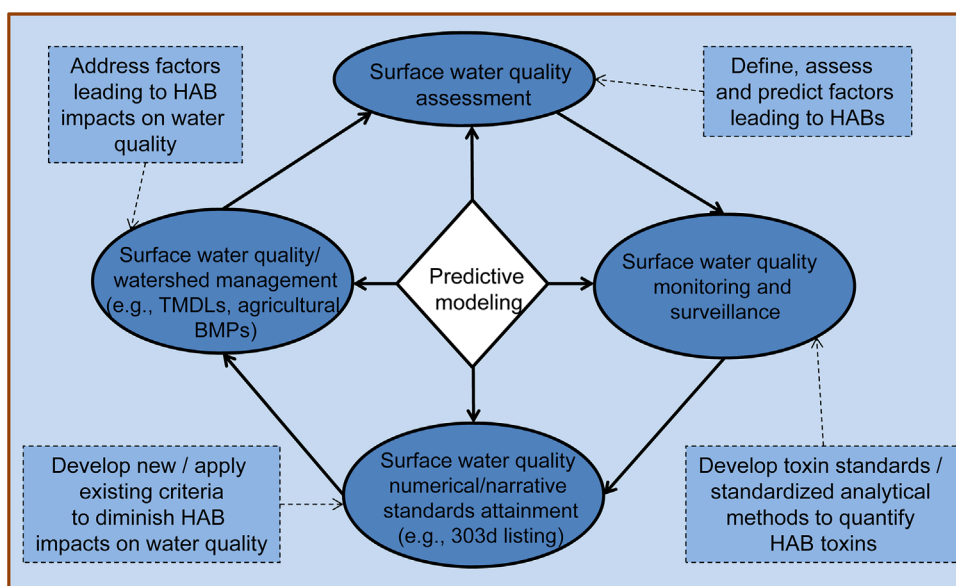 Address factors
leading to HAB
impacts on water
quality
Surface water quality
assessment
Define, assess
and predict factors
leading to HABs
Surface water quality/
watershed management
(e.g., TMDLs, agricultural
BMPs)
Predictive
modeling
Surface water quality
monitoring and
surveillance
Develop new / apply
existing criteria
to diminish HAB
impacts on water quality
Surface water quality
numerical/narrative
standards attainment
(e.g., 303d listing)
Develop toxin standards /
standardized analytical
methods to quantify
HAB toxins